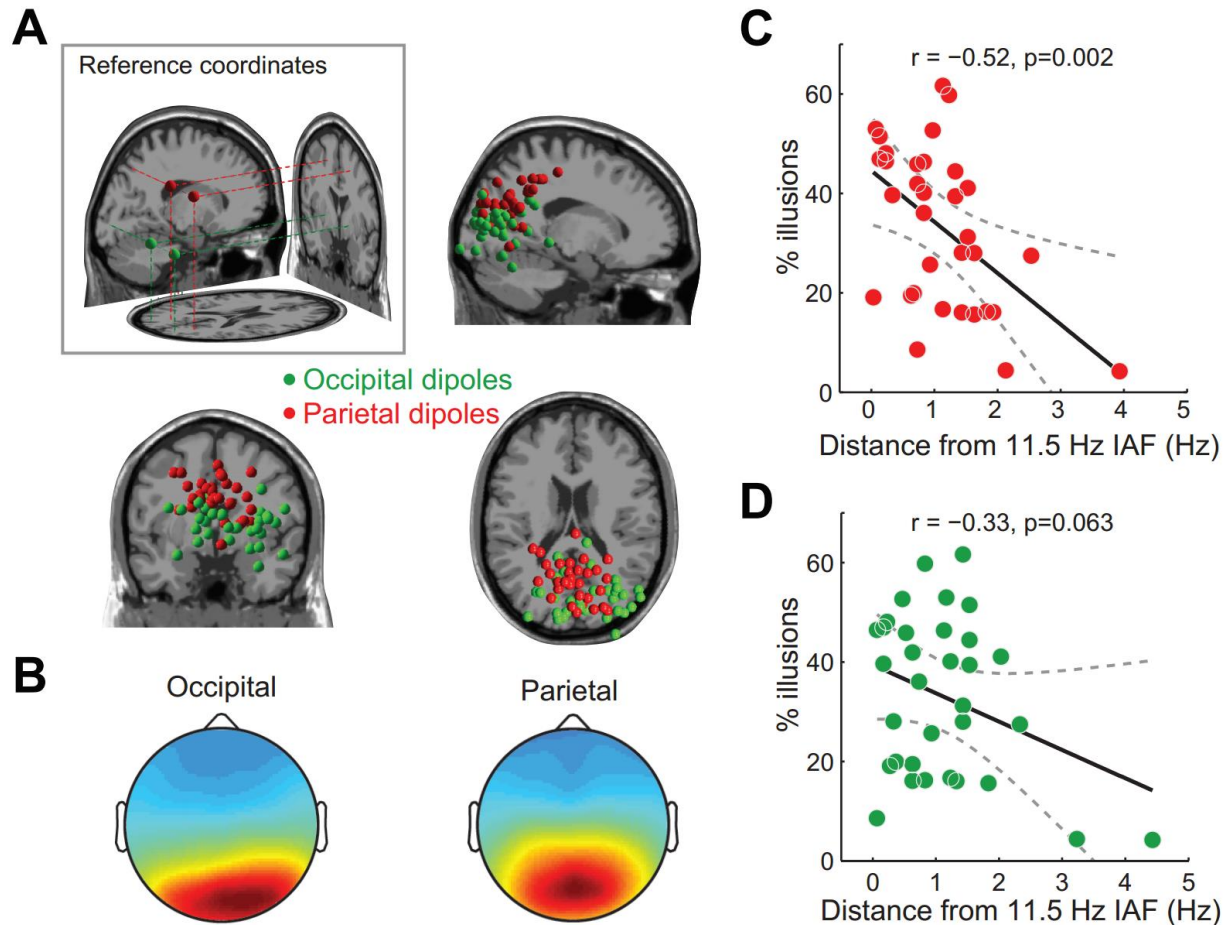 A
Reference coordinates
Occipital dipoles
Parietal dipoles
B
Occipital
Parietal
C
r = −0.52, p=0.002
% illusions
60
40
20
0
0 1 2 3 4 5
Distance from 11.5 Hz IAF (Hz)
D
r = −0.33, p=0.063
% illusions
60
40
20
0
0 1 2 3 4 5
Distance from 11.5 Hz IAF (Hz)